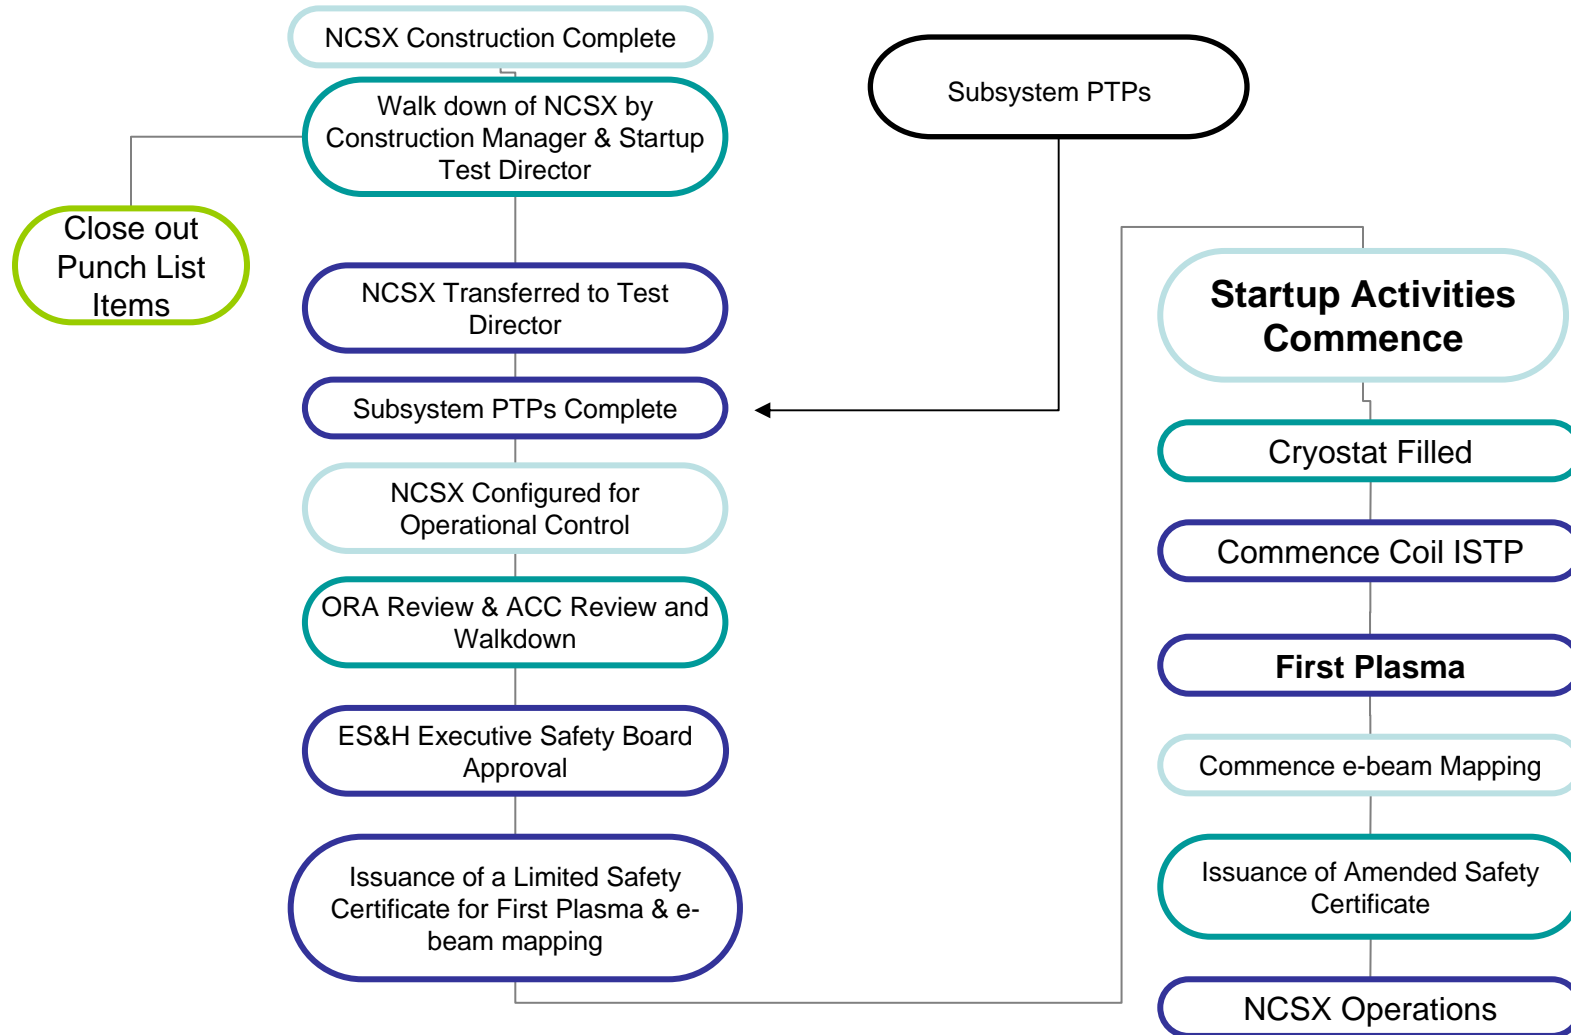 NCSX Construction Complete
Walk down of NCSX by
Construction Manager & Startup
Test Director
Close out
Punch List
Items
NCSX Transferred to Test
Director
Subsystem PTPs Complete
NCSX Configured for
Operational Control
ORA Review & ACC Review and
Walkdown
ES&H Executive Safety Board
Approval
Issuance of a Limited Safety
Certificate for First Plasma & e-
beam mapping
Subsystem PTPs
Startup Activities
Commence
Cryostat Filled
Commence Coil ISTP
First Plasma
Commence e-beam Mapping
Issuance of Amended Safety
Certificate
NCSX Operations